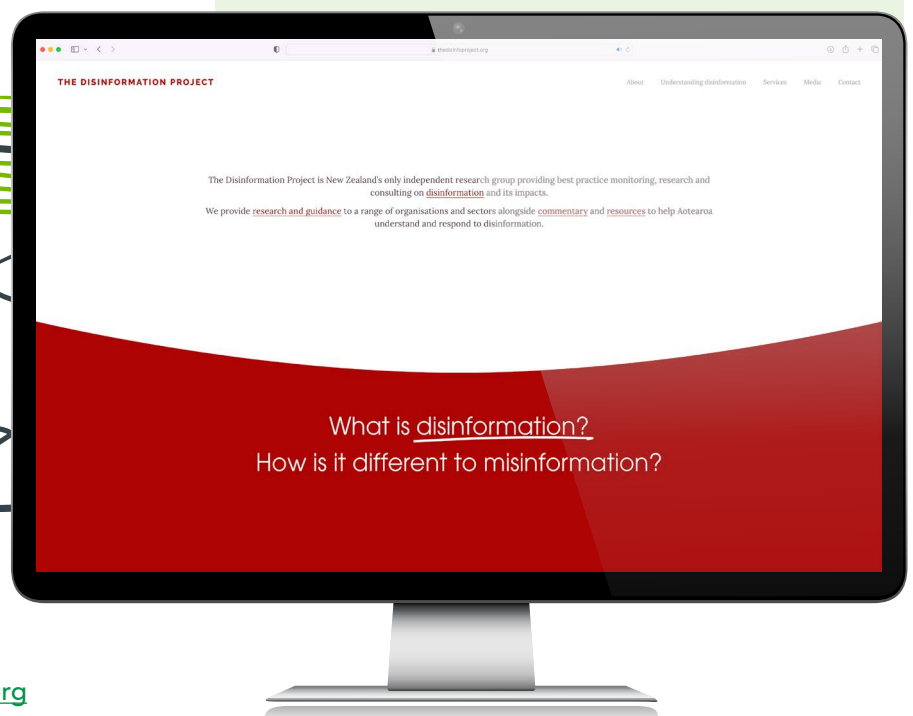 thedisinfoproject.org
THE DISINFORMATION PROJECT
About Understanding disinformation Services Media Contact
The Disinformation Project is New Zealand's only independent research group providing best practice monitoring, research and
consulting on disinformation and its impacts.
We provide research and guidance to a range of organisations and sectors alongside commentary and resources to help Aotearoa
understand and respond to disinformation.
What is disinformation?
How is it different to misinformation?
rg